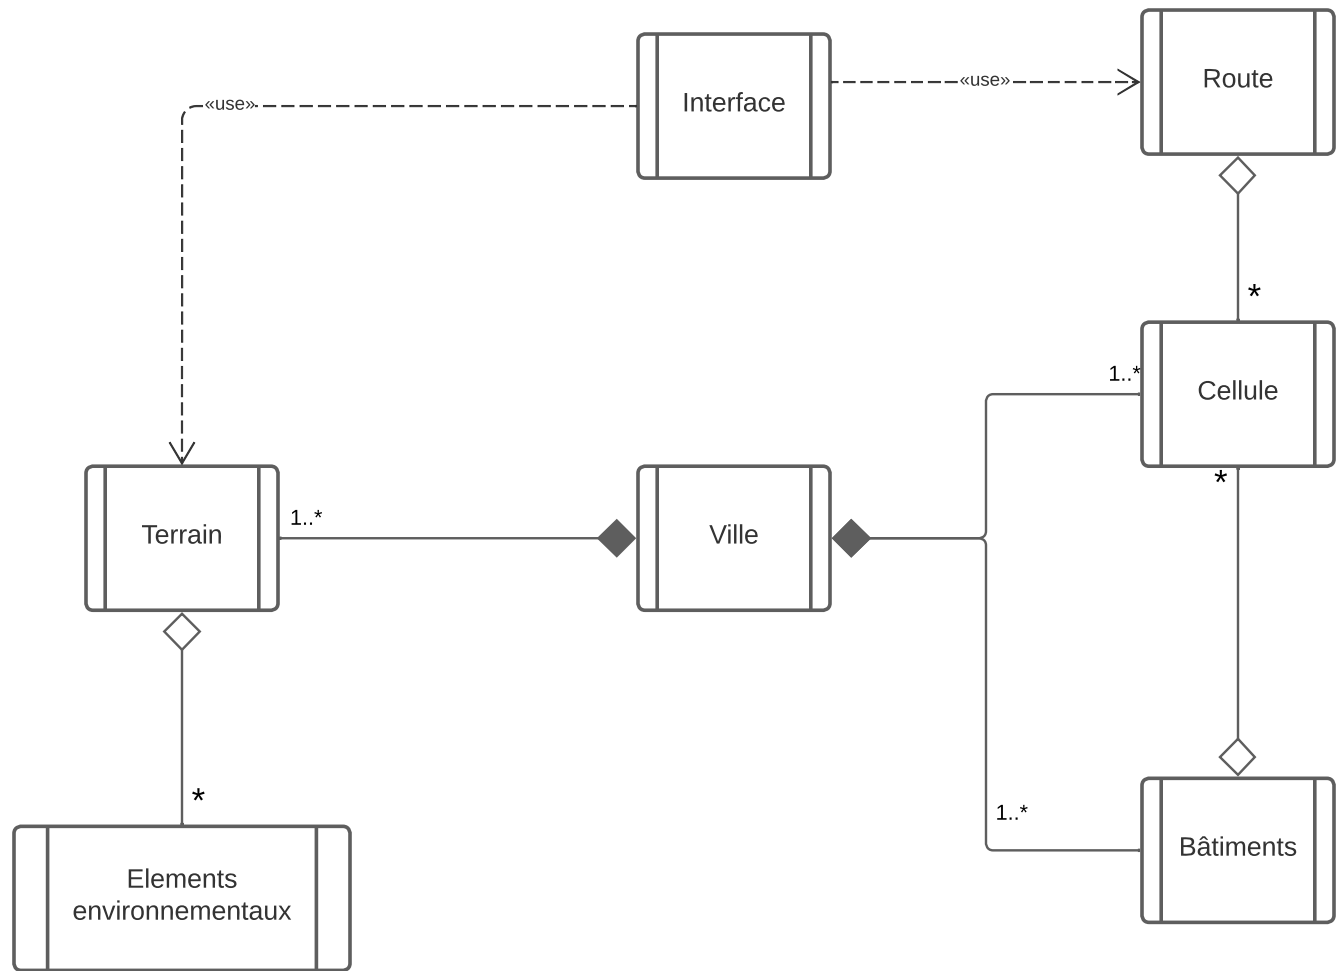 Route
«use»
Interface
«use»
*
1..*
Cellule
*
1..*
Terrain
Ville
*
1..*
Bâtiments
Elements
environnementaux